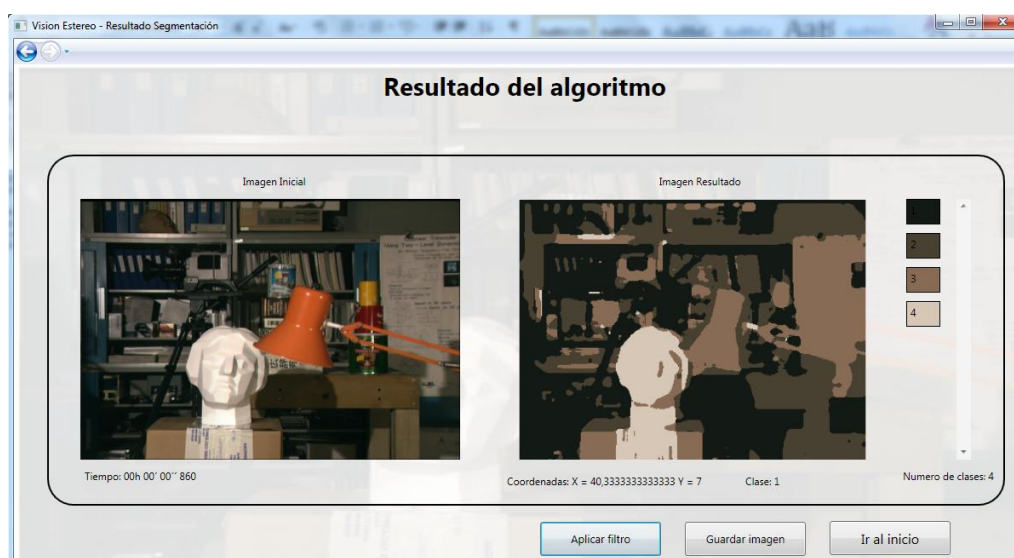 Vision Estereo - Resultado Segmentación
Resultado del algoritmo
Imagen Inicial
Imagen Resultado
1
2
3
4
Tiempo: 00h 00´ 00´´ 860
Coordenadas: X = 40,3333333333333 Y = 7
Clase: 1
Numero de clases: 4
Aplicar filtro
Guardar imagen
Ir al inicio